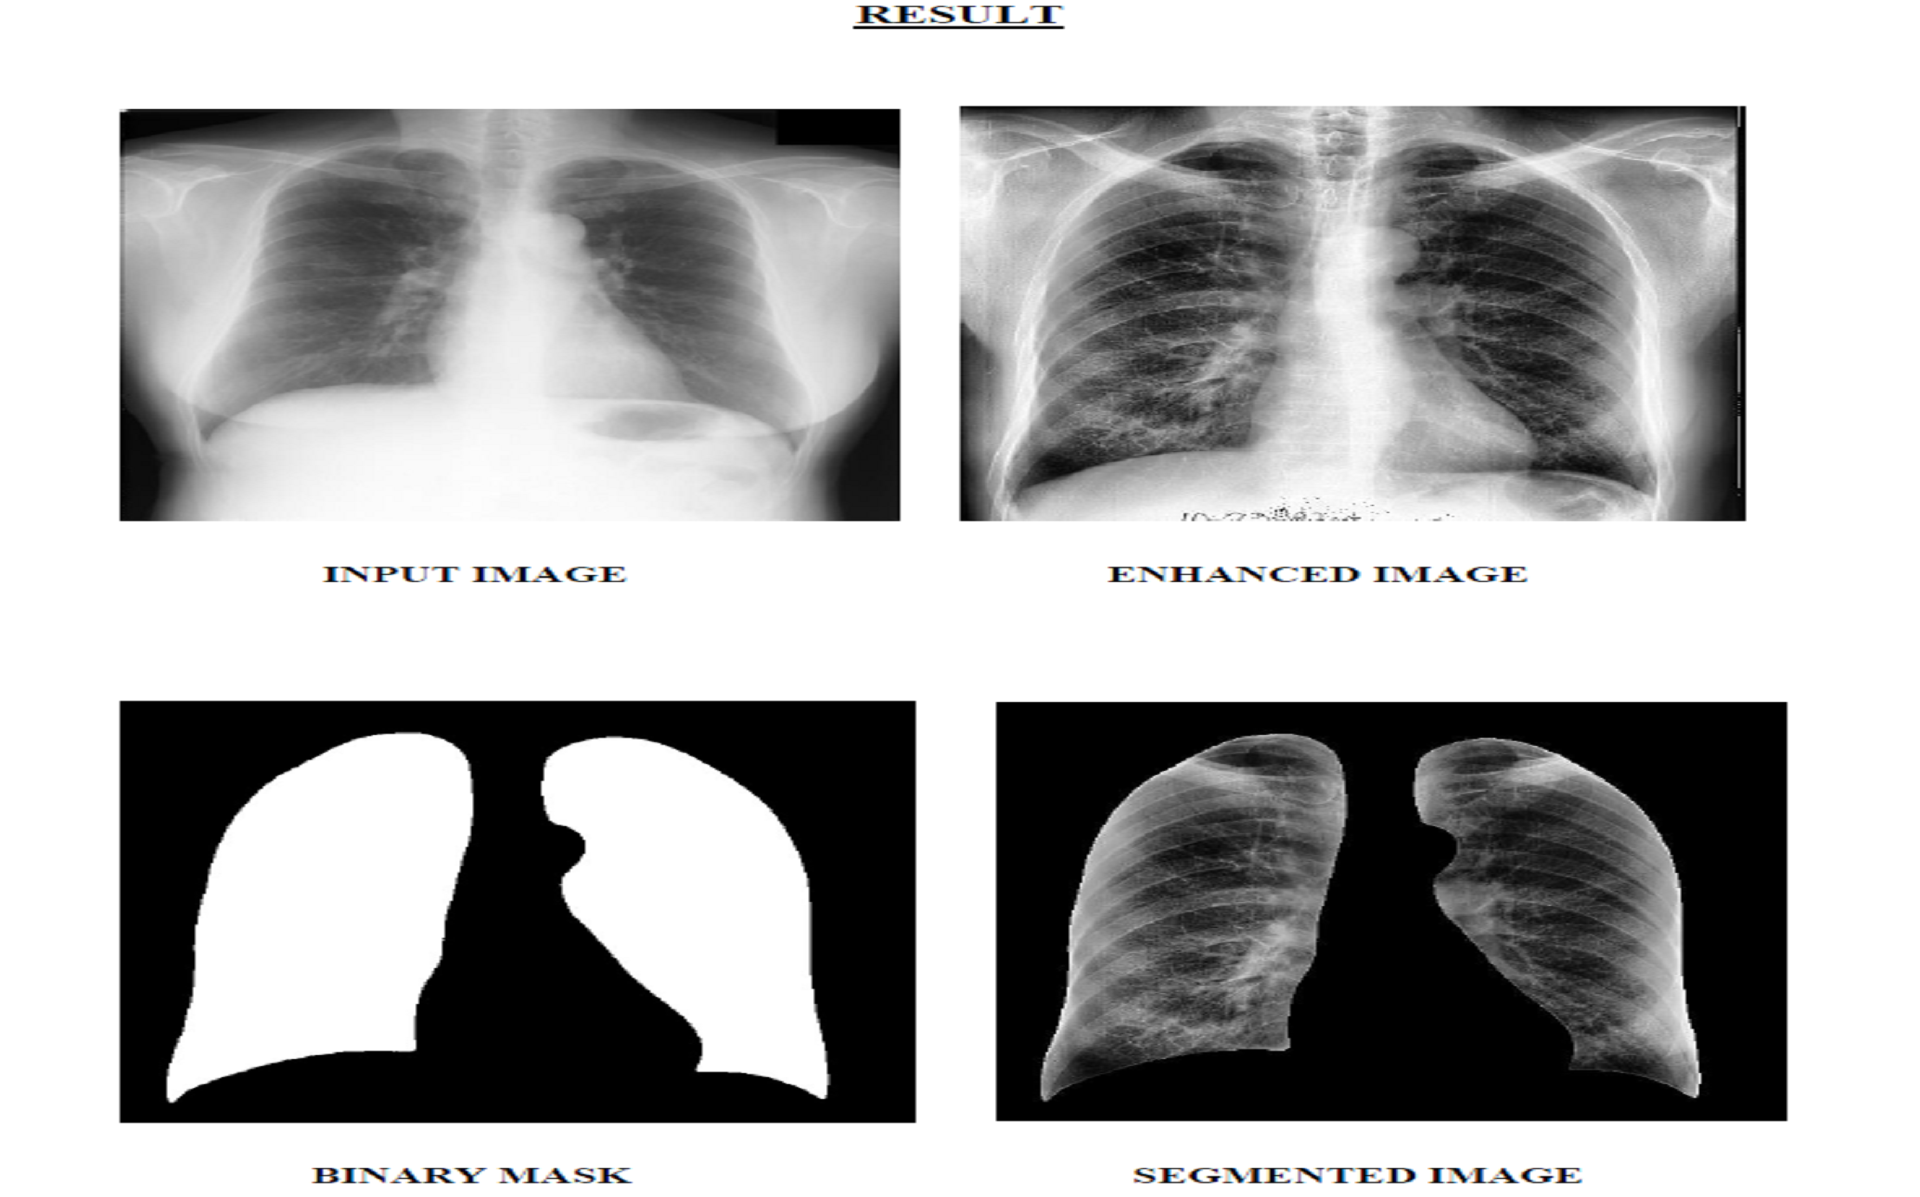 RESULT
INPUT IMAGE
ENHANCED IMAGE
BINARY MASK
SEGMENTED IMAGE